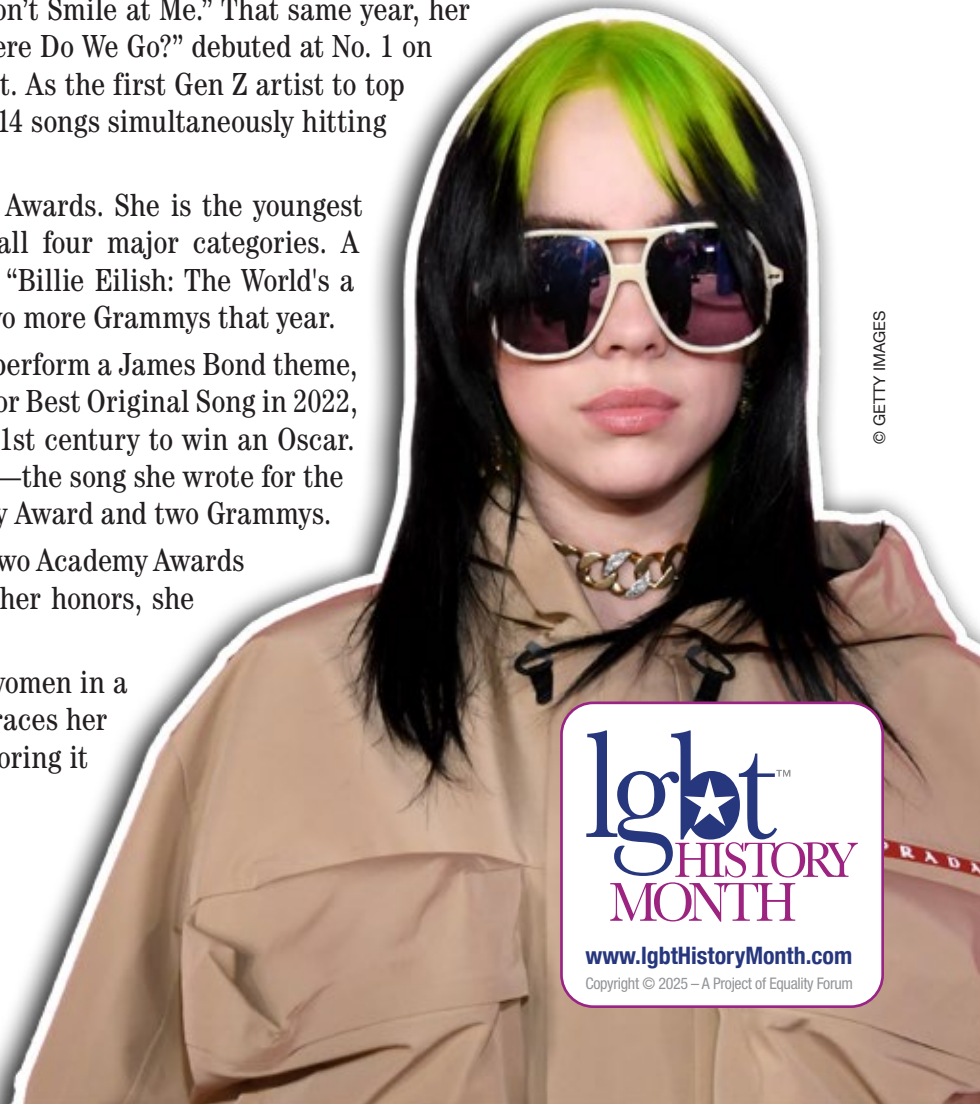 on’t Smile at Me.” That same year, her
ere Do We Go?” debuted at No. 1 on
t. As the first Gen Z artist to top
14 songs simultaneously hitting
Awards. She is the youngest
all four major categories. A
“Billie Eilish: The World's a
vo more Grammys that year.
perform a James Bond theme,
or Best Original Song in 2022,
1st century to win an Oscar.
—the song she wrote for the
y Award and two Grammys.
wo Academy Awards
her honors, she
women in a
races her
oring it
© GETTY IMAGES
lgbt™
HISTORY
MONTH
www.lgbtHistoryMonth.com
Copyright © 2025 – A Project of Equality Forum
PRADA